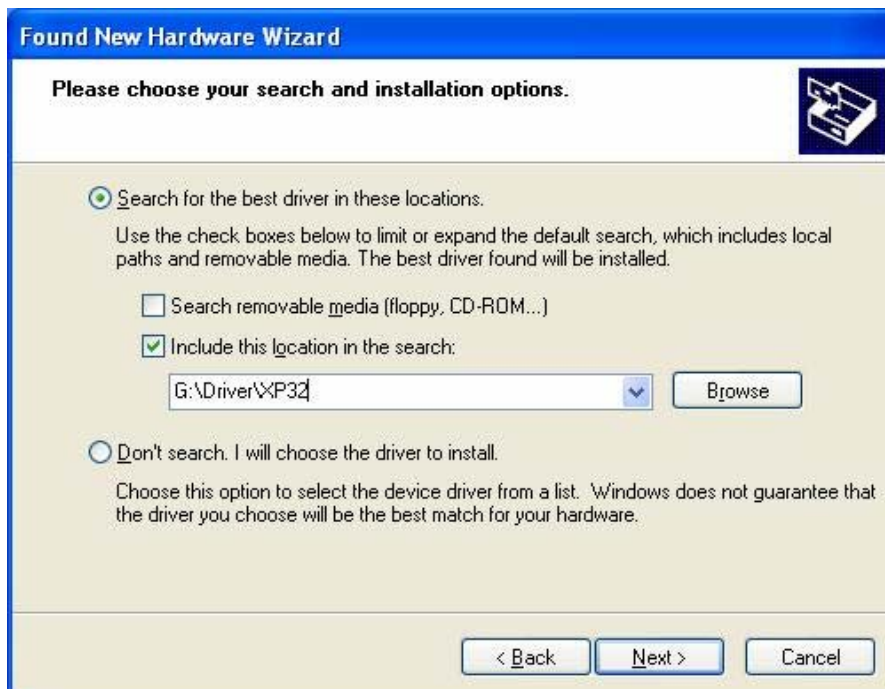 Found New Hardware Wizard
Please choose your search and installation options.
Search for the best driver in these locations.
Use the check boxes below to limit or expand the default search, which includes local
paths and removable media. The best driver found will be installed.
Search removable media (floppy, CD-ROM...)
Include this location in the search:
G:\Driver\XP32
Browse
Don't search. I will choose the driver to install.
Choose this option to select the device driver from a list. Windows does not guarantee that
the driver you choose will be the best match for your hardware.
< Back
Next >
Cancel